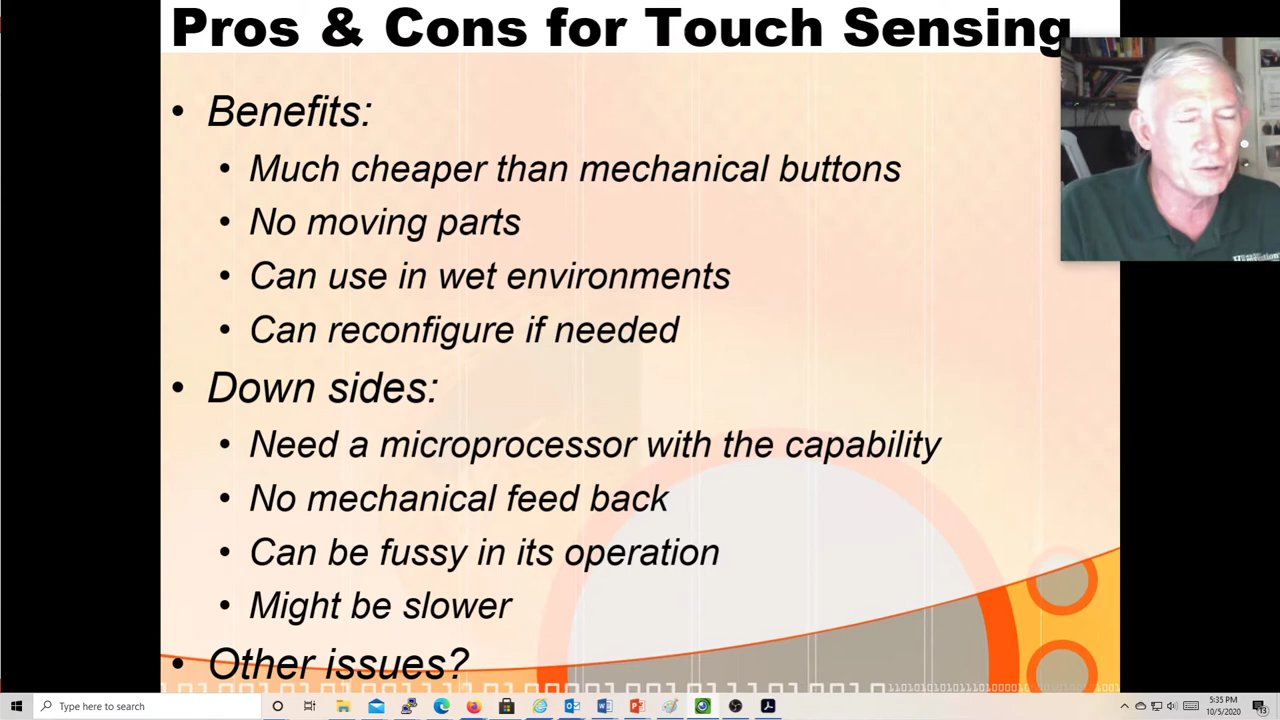 Pros & Cons for Touch Sensing
• Benefits:
• Much cheaper than mechanical buttons
• No moving parts
• Can use in wet environments
• Can reconfigure if needed
• Down sides:
• Need a microprocessor with the capability
• No mechanical feed back
• Can be fussy in its operation
• Might be slower
• Other issues?
Type here to search
5:35 PM
10/5/2020